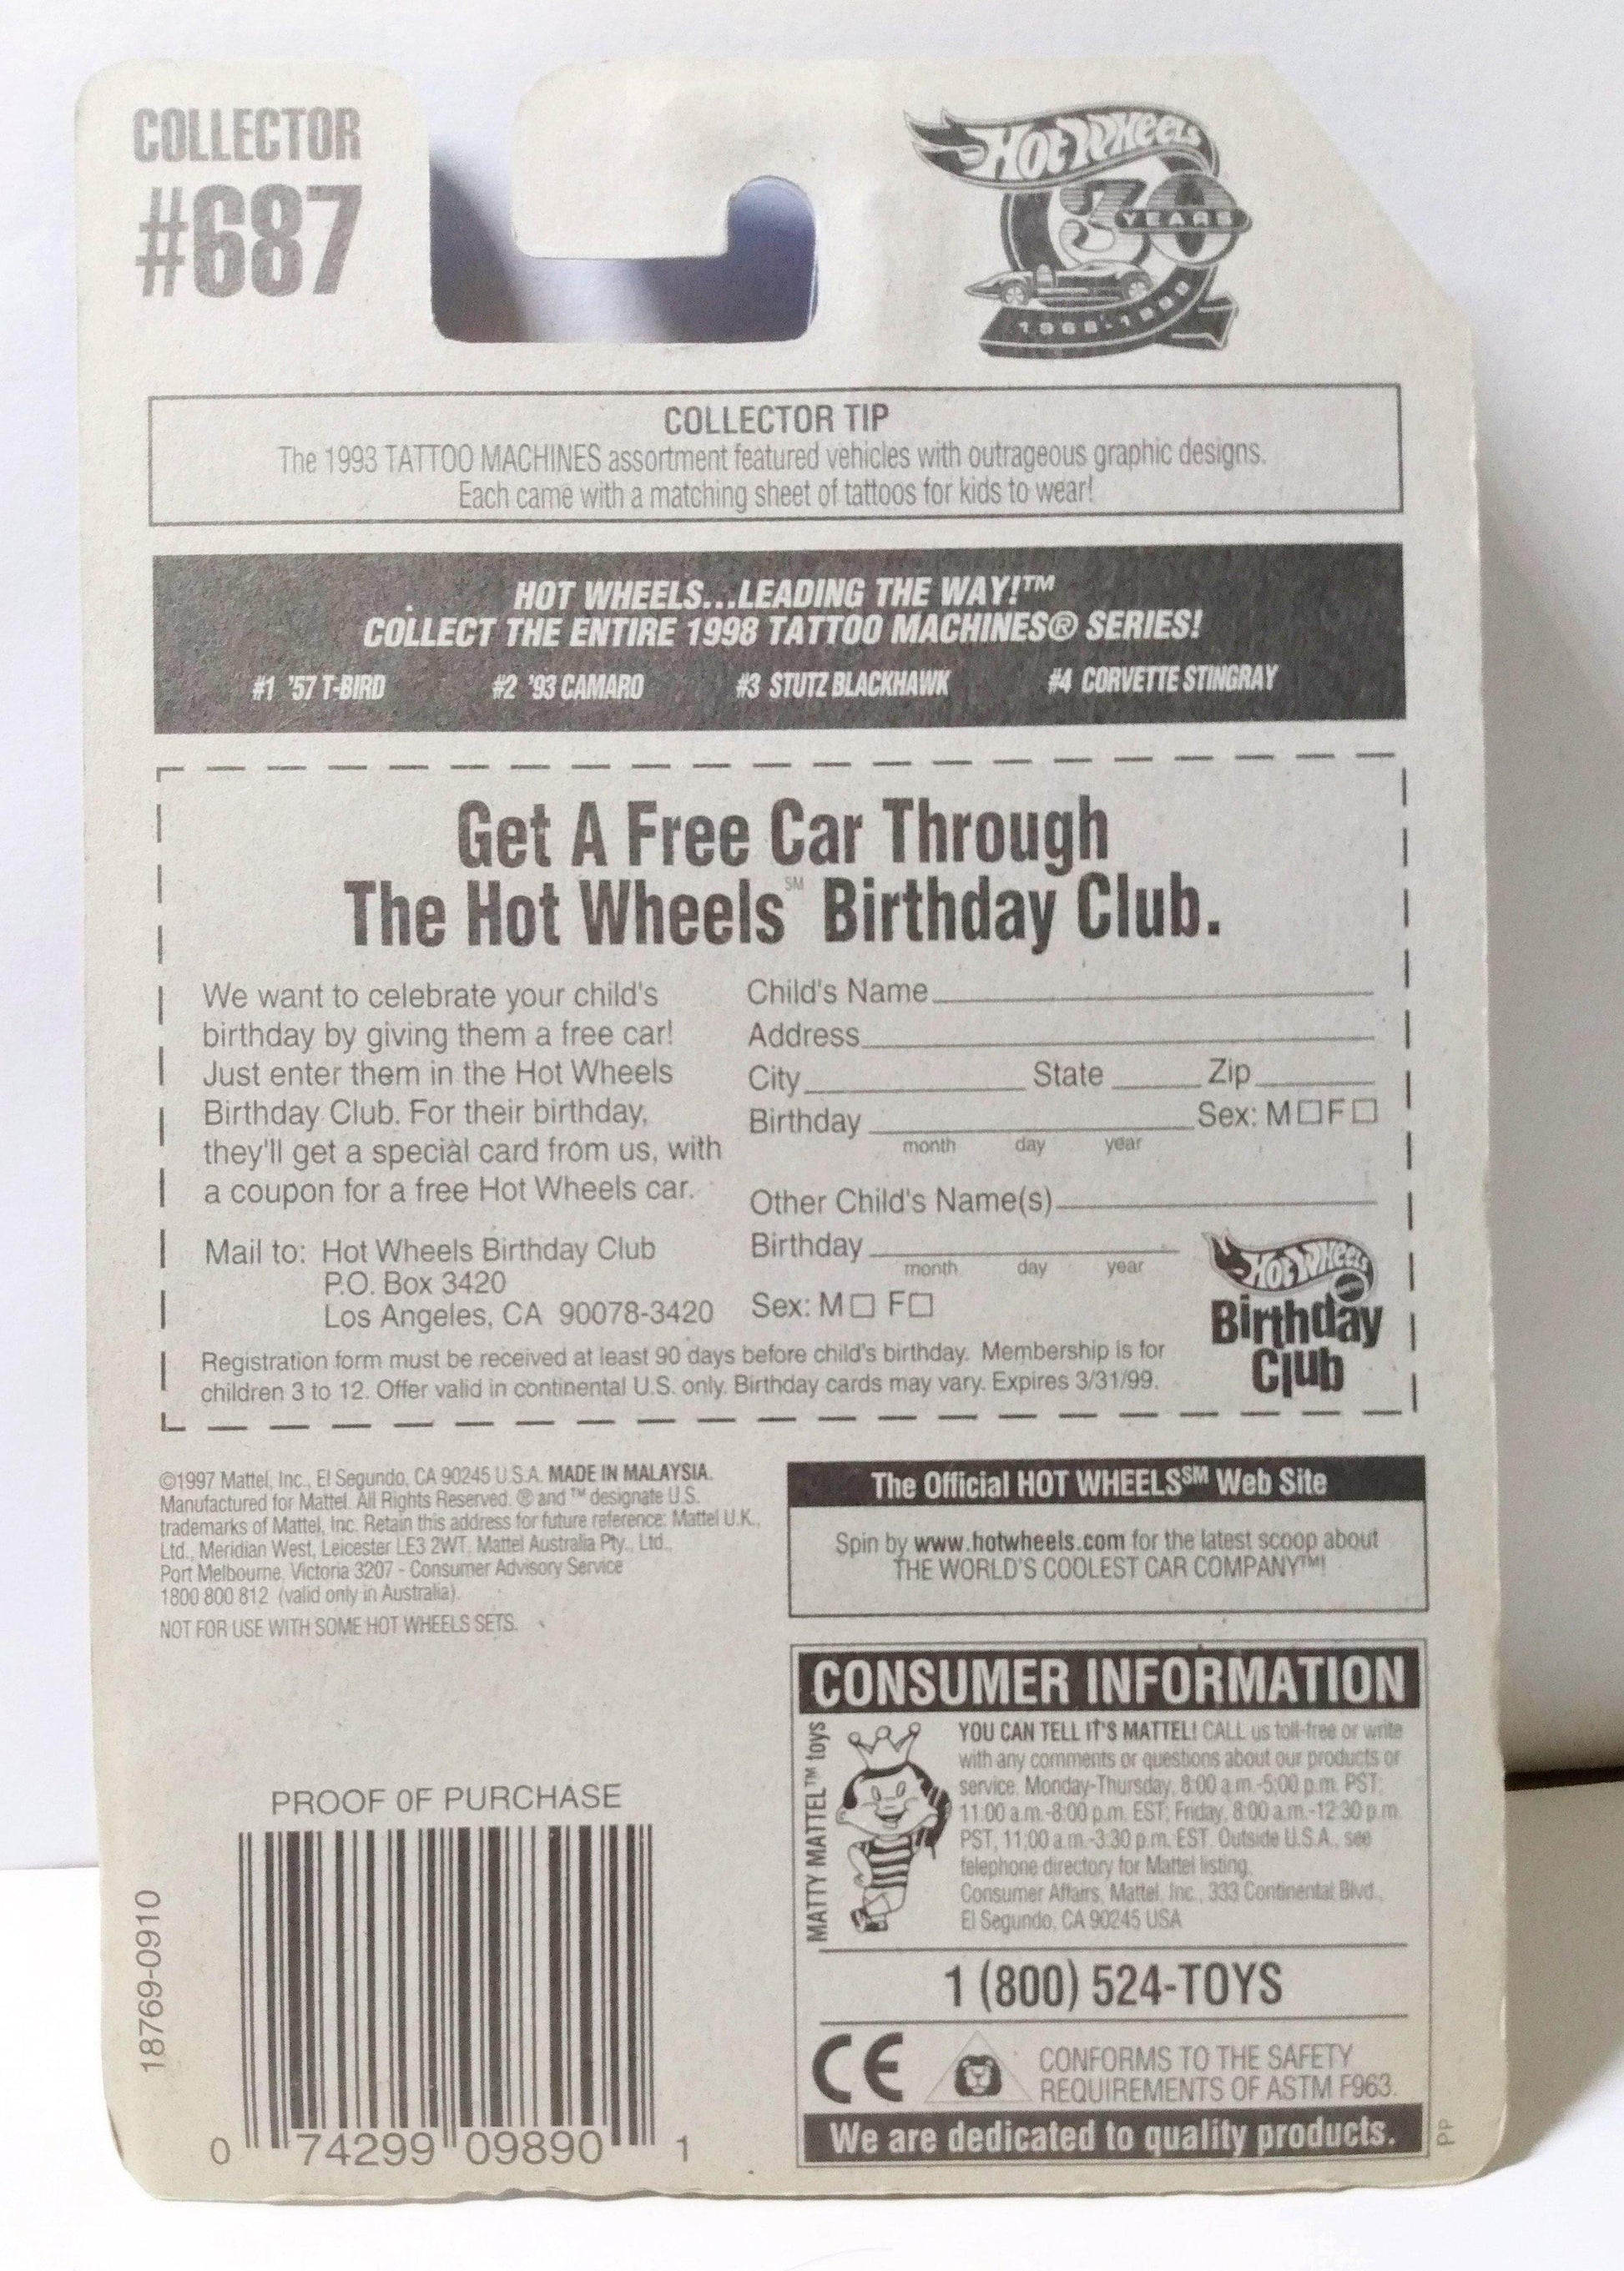 COLLECTOR
#687
HOT WHEELS
30
YEARS
1968-1998
COLLECTOR TIP
The 1993 TATTOO MACHINES assortment featured vehicles with outrageous graphic designs.
Each came with a matching sheet of tattoos for kids to wear!
HOT WHEELS...LEADING THE WAY!™
COLLECT THE ENTIRE 1998 TATTOO MACHINES® SERIES!
#1 '57 T-BIRD #2 '93 CAMARO #3 STUTZ BLACKHAWK #4 CORVETTE STINGRAY
Get A Free Car Through
The Hot Wheels℠ Birthday Club.
We want to celebrate your child's
birthday by giving them a free car!
Just enter them in the Hot Wheels
Birthday Club. For their birthday,
they'll get a special card from us, with
a coupon for a free Hot Wheels car.
Mail to: Hot Wheels Birthday Club
P.O. Box 3420
Los Angeles, CA 90078-3420
Child's Name
Address
City State Zip
Birthday Sex: M☐F☐
month day year
Other Child's Name(s)
Birthday
month day year
Sex: M☐ F☐
Hot Wheels
Birthday
Club
Registration form must be received at least 90 days before child's birthday. Membership is for
children 3 to 12. Offer valid in continental U.S. only. Birthday cards may vary. Expires 3/31/99.
©1997 Mattel, Inc., El Segundo, CA 90245 U.S.A. MADE IN MALAYSIA.
Manufactured for Mattel. All Rights Reserved. ® and ™ designate U.S.
trademarks of Mattel, Inc. Retain this address for future reference: Mattel U.K.,
Ltd., Meridian West, Leicester LE3 2WT. Mattel Australia Pty., Ltd.,
Port Melbourne, Victoria 3207 - Consumer Advisory Service
1800 800 812 (valid only in Australia).
NOT FOR USE WITH SOME HOT WHEELS SETS.
The Official HOT WHEELS℠ Web Site
Spin by www.hotwheels.com for the latest scoop about
THE WORLD'S COOLEST CAR COMPANY™!
CONSUMER INFORMATION
MATTY MATTEL™ toys
YOU CAN TELL IT'S MATTEL! CALL us toll-free or write
with any comments or questions about our products or
service. Monday-Thursday, 8:00 a.m.-5:00 p.m. PST;
11:00 a.m.-8:00 p.m. EST; Friday, 8:00 a.m.-12:30 p.m.
PST, 11:00 a.m.-3:30 p.m. EST. Outside U.S.A., see
telephone directory for Mattel listing.
Consumer Affairs, Mattel, Inc., 333 Continental Blvd.,
El Segundo, CA 90245 USA
1 (800) 524-TOYS
CE
CONFORMS TO THE SAFETY
REQUIREMENTS OF ASTM F963.
We are dedicated to quality products.
PP
PROOF OF PURCHASE
18769-0910
0 74299 09890 1